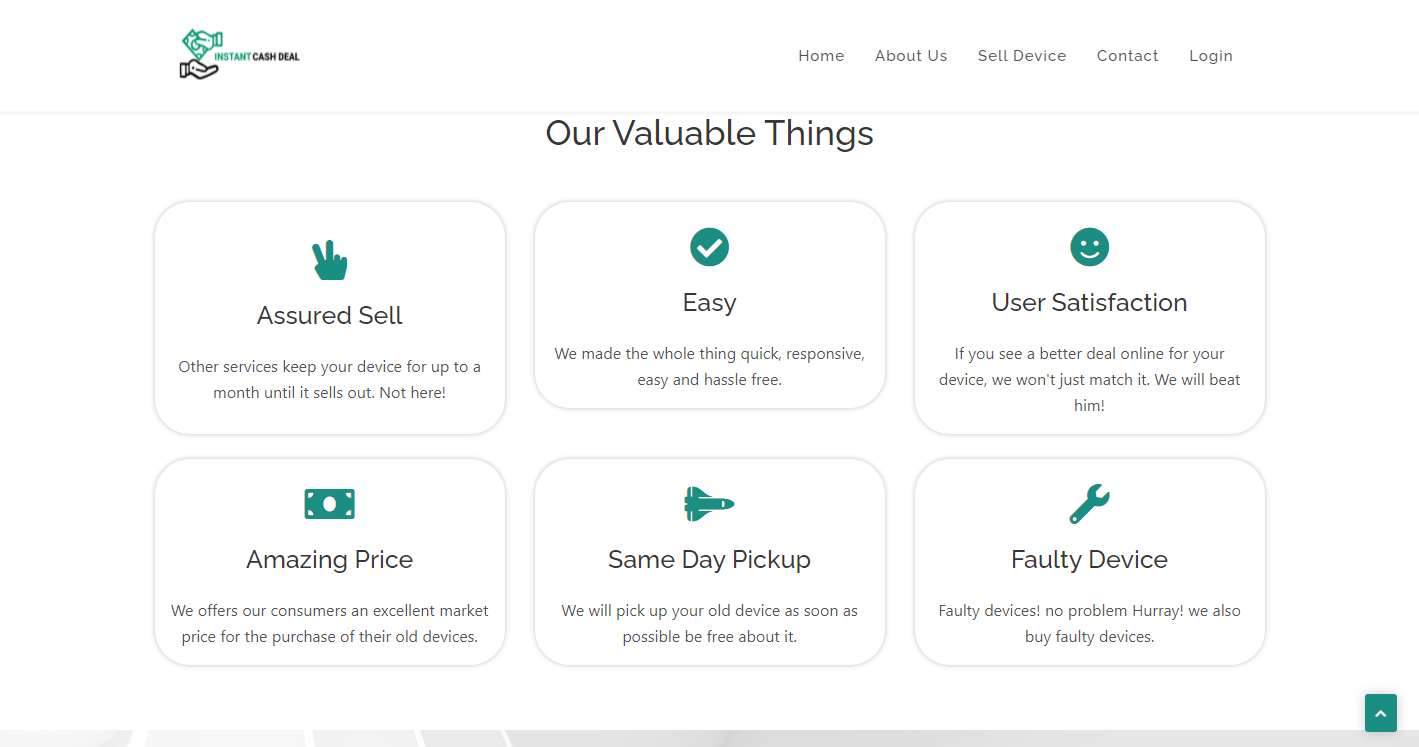 INSTANT CASH DEAL
Home About Us Sell Device Contact Login
Our Valuable Things
Assured Sell
Other services keep your device for up to a
month until it sells out. Not here!
Easy
We made the whole thing quick, responsive,
easy and hassle free.
User Satisfaction
If you see a better deal online for your
device, we won't just match it. We will beat
him!
Amazing Price
We offers our consumers an excellent market
price for the purchase of their old devices.
Same Day Pickup
We will pick up your old device as soon as
possible be free about it.
Faulty Device
Faulty devices! no problem Hurray! we also
buy faulty devices.